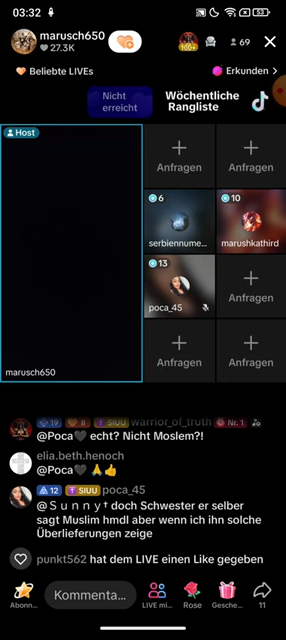 03:32
53
marusch650
27.3K
100+
69
Beliebte LIVEs
Erkunden >
Nicht
erreicht
Wöchentliche
Rangliste
Host
marusch650
Anfragen
Anfragen
6
serbiennume...
10
marushkathird
13
poca_45
Anfragen
Anfragen
Anfragen
19 II SIUU warrior_of_truth Nr. 1
@Poca🖤 echt? Nicht Moslem?!
elia.beth.henoch
@Poca🖤 🙏👍
12 SIUU poca_45
@Ｓｕｎｎｙ✝ doch Schwester er selber
sagt Muslim hmdl aber wenn ich ihn solche
Überlieferungen zeige
punkt562 hat dem LIVE einen Like gegeben
Abonn...
Kommenta...
LIVE mi...
Rose
Gesche...
11